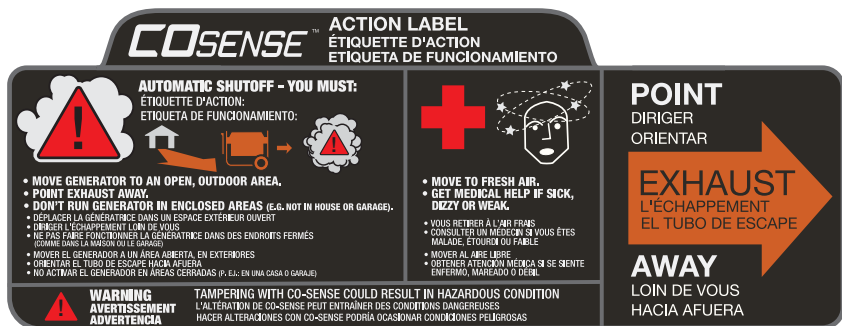 COSENSE™
ACTION LABEL
ÉTIQUETTE D'ACTION
ETIQUETA DE FUNCIONAMIENTO
AUTOMATIC SHUTOFF - YOU MUST:
ÉTIQUETTE D'ACTION:
ETIQUETA DE FUNCIONAMIENTO:
!
!
• MOVE GENERATOR TO AN OPEN, OUTDOOR AREA.
• POINT EXHAUST AWAY.
• DON'T RUN GENERATOR IN ENCLOSED AREAS (E.G. NOT IN HOUSE OR GARAGE).
• DÉPLACER LA GÉNÉRATRICE DANS UN ESPACE EXTÉRIEUR OUVERT
• DIRIGER L'ÉCHAPPEMENT LOIN DE VOUS
• NE PAS FAIRE FONCTIONNER LA GÉNÉRATRICE DANS DES ENDROITS FERMÉS
(COMME DANS LA MAISON OU LE GARAGE)
• MOVER EL GENERADOR A UN ÁREA ABIERTA, EN EXTERIORES
• ORIENTAR EL TUBO DE ESCAPE HACIA AFUERA
• NO ACTIVAR EL GENERADOR EN ÁREAS CERRADAS (P. EJ.: EN UNA CASA O GARAJE)
• MOVE TO FRESH AIR.
• GET MEDICAL HELP IF SICK,
DIZZY OR WEAK.
• VOUS RETIRER À L'AIR FRAIS
• CONSULTER UN MÉDECIN SI VOUS ÊTES
MALADE, ÉTOURDI OU FAIBLE
• MOVER AL AIRE LIBRE
• OBTENER ATENCIÓN MÉDICA SI SE SIENTE
ENFERMO, MAREADO O DÉBIL
POINT
DIRIGER
ORIENTAR
EXHAUST
L'ÉCHAPPEMENT
EL TUBO DE ESCAPE
AWAY
LOIN DE VOUS
HACIA AFUERA
!
WARNING
AVERTISSEMENT
ADVERTENCIA
TAMPERING WITH CO-SENSE COULD RESULT IN HAZARDOUS CONDITION
L'ALTÉRATION DE CO-SENSE PEUT ENTRAÎNER DES CONDITIONS DANGEREUSES
HACER ALTERACIONES CON CO-SENSE PODRÍA OCASIONAR CONDICIONES PELIGROSAS